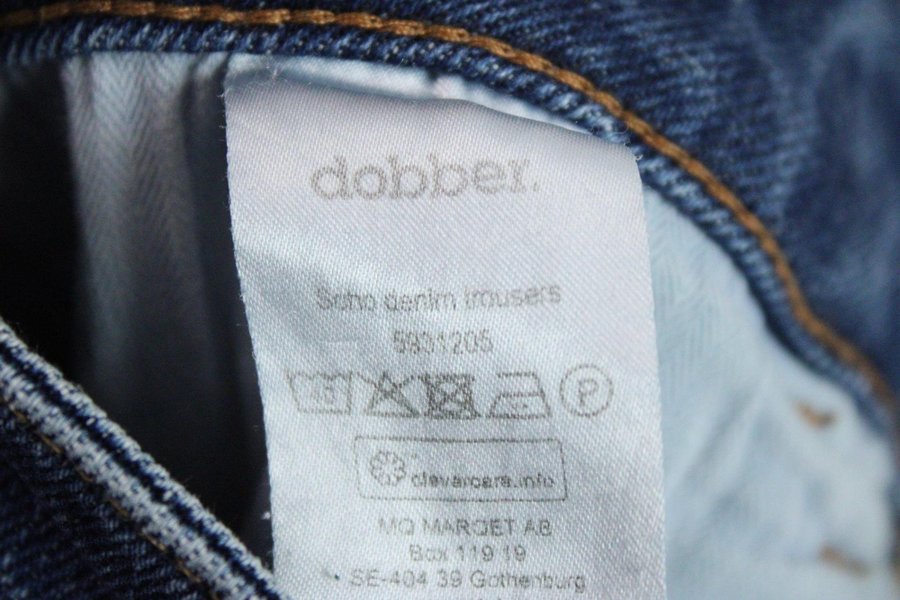 dobber.
Soho denim trousers
5931205
P
clevercare.info
MQ MARQET AB
Box 119 19
SE-404 39 Gothenburg